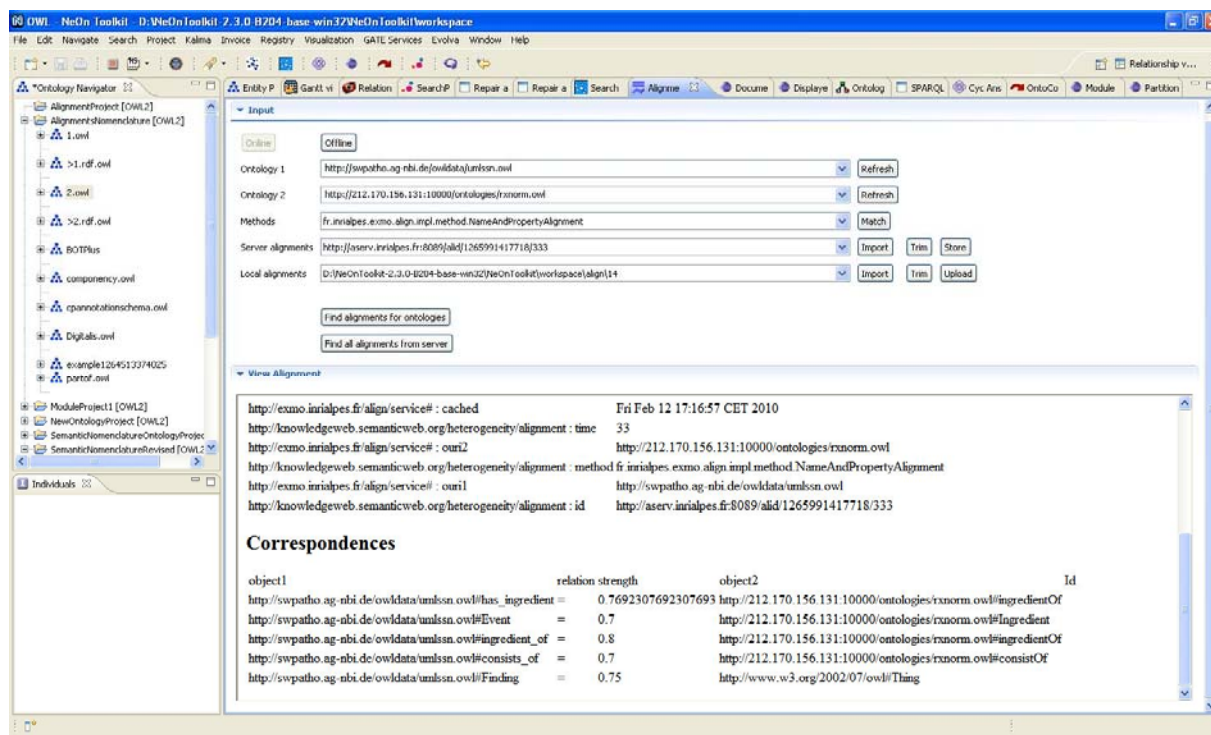 OWL - NeOn Toolkit - D:\NeOnToolkit-2.3.0-B204-base-win32\NeOnToolkit\workspace
File Edit Navigate Search Project Kalima Invoice Registry Visualization GATE Services Evolva Window Help
Relationship v...
*Ontology Navigator
Entity P Gantt vi Relation SearchP Repair a Repair a Search Alignme Docume Displaye Ontolog SPARQL Cyc Ans OntoCo Module Partition
AlignmentProject [OWL2]
AlignmentsNomenclature [OWL2]
1.owl
>1.rdf.owl
2.owl
>2.rdf.owl
BOTPlus
componency.owl
cpannotationschema.owl
Digitalis.owl
example1264513374025
partof.owl
ModuleProject1 [OWL2]
NewOntologyProject [OWL2]
SemanticNomenclatureOntologyProjec
SemanticNomenclatureRevised [OWL2
Individuals
Input
Online Offline
Ontology 1 http://swpatho.ag-nbi.de/owldata/umlssn.owl Refresh
Ontology 2 http://212.170.156.131:10000/ontologies/rxnorm.owl Refresh
Methods fr.inrialpes.exmo.align.impl.method.NameAndPropertyAlignment Match
Server alignments http://aserv.inrialpes.fr:8089/alid/1265991417718/333 Import Trim Store
Local alignments D:\NeOnToolkit-2.3.0-B204-base-win32\NeOnToolkit\workspace\align\14 Import Trim Upload
Find alignments for ontologies
Find all alignments from server
View Alignment
http://exmo.inrialpes.fr/align/service# : cached Fri Feb 12 17:16:57 CET 2010
http://knowledgeweb.semanticweb.org/heterogeneity/alignment : time 33
http://exmo.inrialpes.fr/align/service# : ouri2 http://212.170.156.131:10000/ontologies/rxnorm.owl
http://knowledgeweb.semanticweb.org/heterogeneity/alignment : method fr.inrialpes.exmo.align.impl.method.NameAndPropertyAlignment
http://exmo.inrialpes.fr/align/service# : ouri1 http://swpatho.ag-nbi.de/owldata/umlssn.owl
http://knowledgeweb.semanticweb.org/heterogeneity/alignment : id http://aserv.inrialpes.fr:8089/alid/1265991417718/333
Correspondences
object1 relation strength object2 Id
http://swpatho.ag-nbi.de/owldata/umlssn.owl#has_ingredient = 0.7692307692307693 http://212.170.156.131:10000/ontologies/rxnorm.owl#ingredientOf
http://swpatho.ag-nbi.de/owldata/umlssn.owl#Event = 0.7 http://212.170.156.131:10000/ontologies/rxnorm.owl#Ingredient
http://swpatho.ag-nbi.de/owldata/umlssn.owl#ingredient_of = 0.8 http://212.170.156.131:10000/ontologies/rxnorm.owl#ingredientOf
http://swpatho.ag-nbi.de/owldata/umlssn.owl#consists_of = 0.7 http://212.170.156.131:10000/ontologies/rxnorm.owl#consistOf
http://swpatho.ag-nbi.de/owldata/umlssn.owl#Finding = 0.75 http://www.w3.org/2002/07/owl#Thing